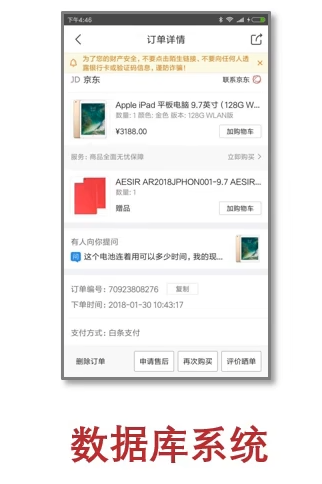 下午4:46
订单详情
为了您的财产安全，不要点击陌生链接、不要向任何人透
露银行卡或验证码信息，谨防诈骗！
JD 京东
联系京东
Apple iPad 平板电脑 9.7英寸（128G W...
数量: 1 颜色: 金色 版本: 128G WLAN版
¥3188.00
加购物车
服务：商品全面无忧保障
立即购买 >
AESIR AR2018JPHON001-9.7 AESIR...
数量: 1
赠品
加购物车
有人向你提问
问 这个电池连着用可以多少时间，我的现...
订单编号: 70923808276 复制
下单时间: 2018-01-30 10:43:17
支付方式: 白条支付
删除订单 申请售后 再次购买 评价晒单
数据库系统